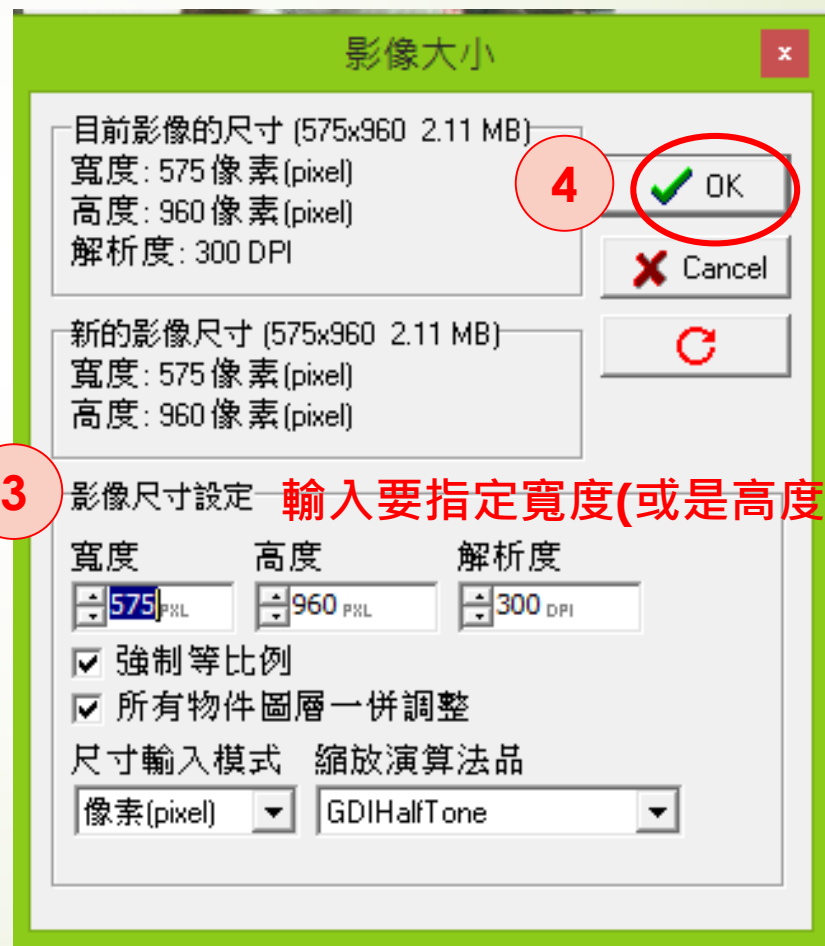 影像大小
x
目前影像的尺寸 (575x960 2.11 MB)
寬度: 575 像素(pixel)
高度: 960 像素(pixel)
解析度: 300 DPI
4
OK
Cancel
新的影像尺寸 (575x960 2.11 MB)
寬度: 575 像素(pixel)
高度: 960 像素(pixel)
3
影像尺寸設定 輸入要指定寬度(或是高度
寬度 高度 解析度
575 PXL 960 PXL 300 DPI
強制等比例
所有物件圖層一併調整
尺寸輸入模式 縮放演算法品
像素(pixel) GDIHalfTone